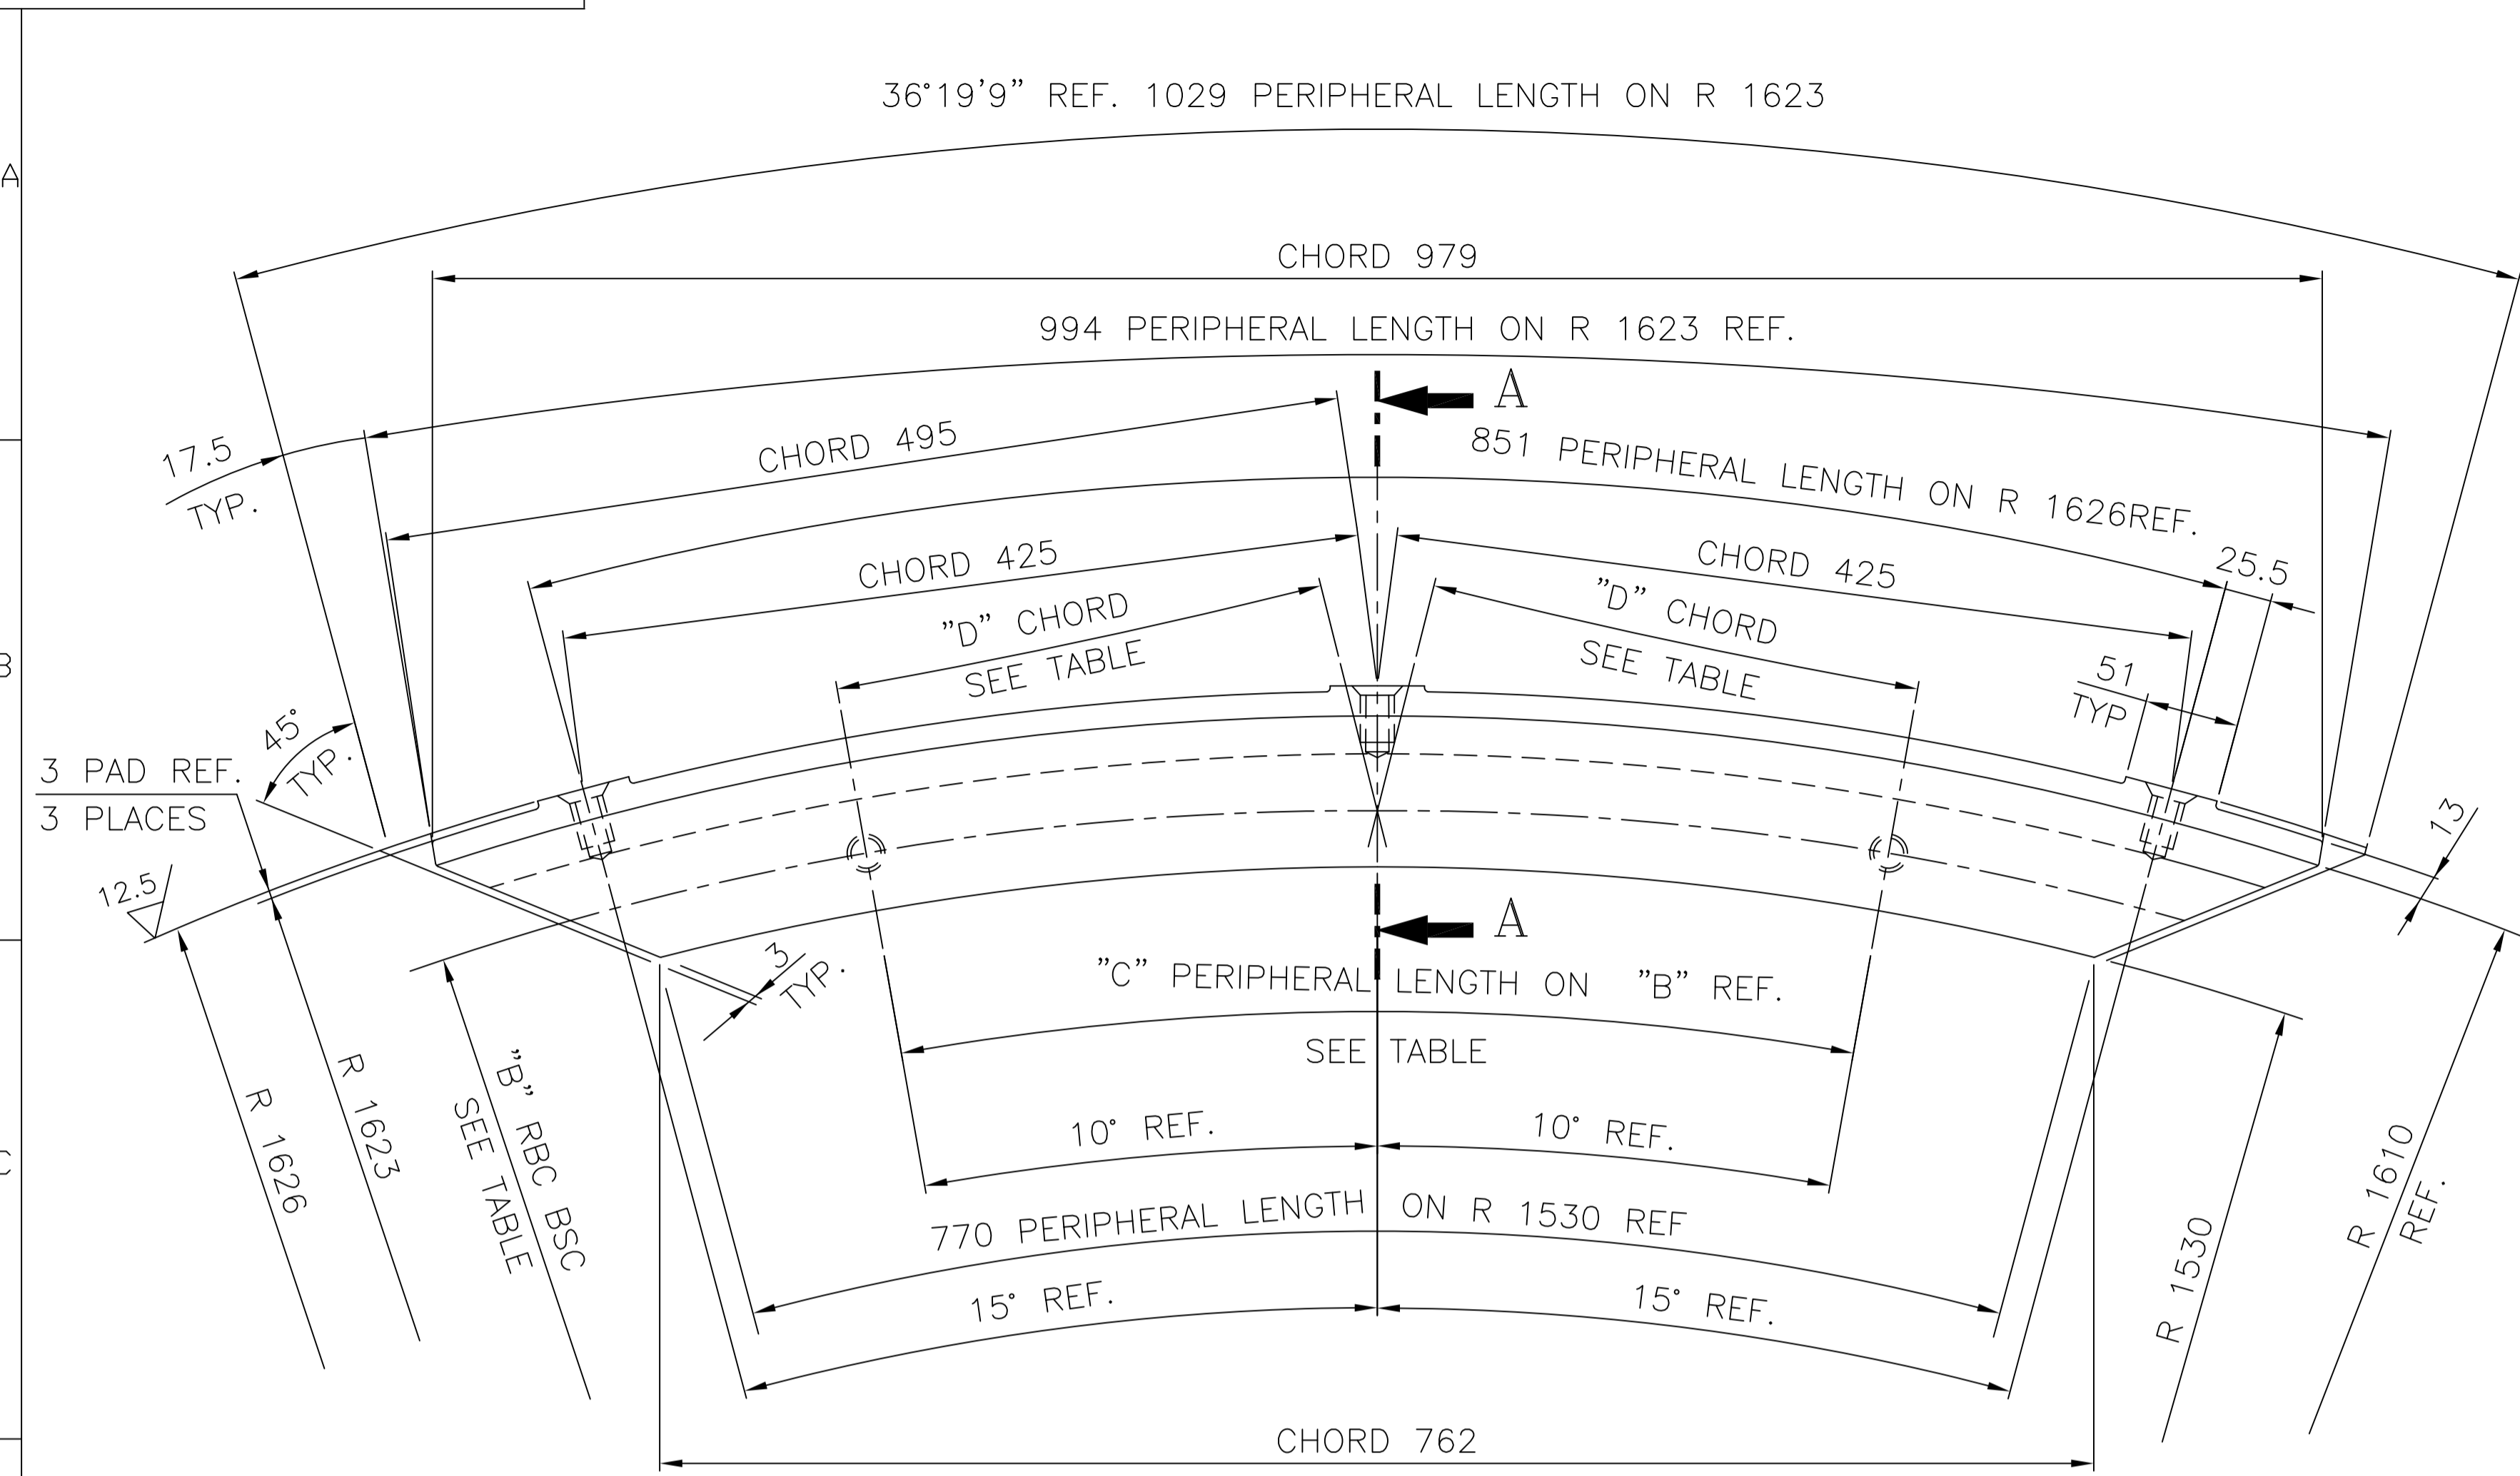 36°19'9” REF. 1029 PERIPHERAL LENGTH ON R 1623
A
CHORD 979
994 PERIPHERAL LENGTH ON R 1623 REF.
A
CHORD 495
851 PERIPHERAL LENGTH ON R 1626REF.
17.5
TYP.
CHORD 425
CHORD 425
25.5
”D” CHORD
SEE TABLE
”D” CHORD
SEE TABLE
51
TYP
B
45°
TYP.
3 PAD REF.
3 PLACES
13
12.5
A
3
TYP.
”C” PERIPHERAL LENGTH ON ”B” REF.
SEE TABLE
R 1626
R 1623
”B” RBC BSC
SEE TABLE
10° REF.
10° REF.
C
R 1610
REF.
R 1530
770 PERIPHERAL LENGTH ON R 1530 REF
15° REF.
15° REF.
CHORD 762